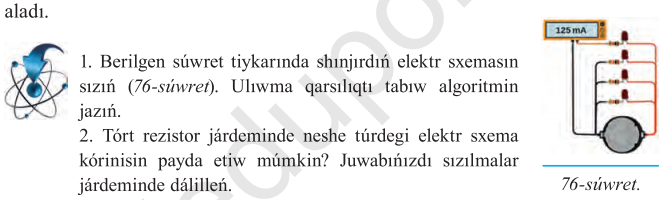 aladı.
1. Berilgen súwret tiykarında shınjırdıń elektr sxemasın
sızıń (76-súwret). Ulıwma qarsılıqtı tabıw algoritmin
jazıń.
2. Tórt rezistor járdeminde neshe túrdegi elektr sxema
kórinisin payda etiw múmkin? Juwabıńızdı sızılmalar
járdeminde dálilleń.
125 mA
76-súwret.